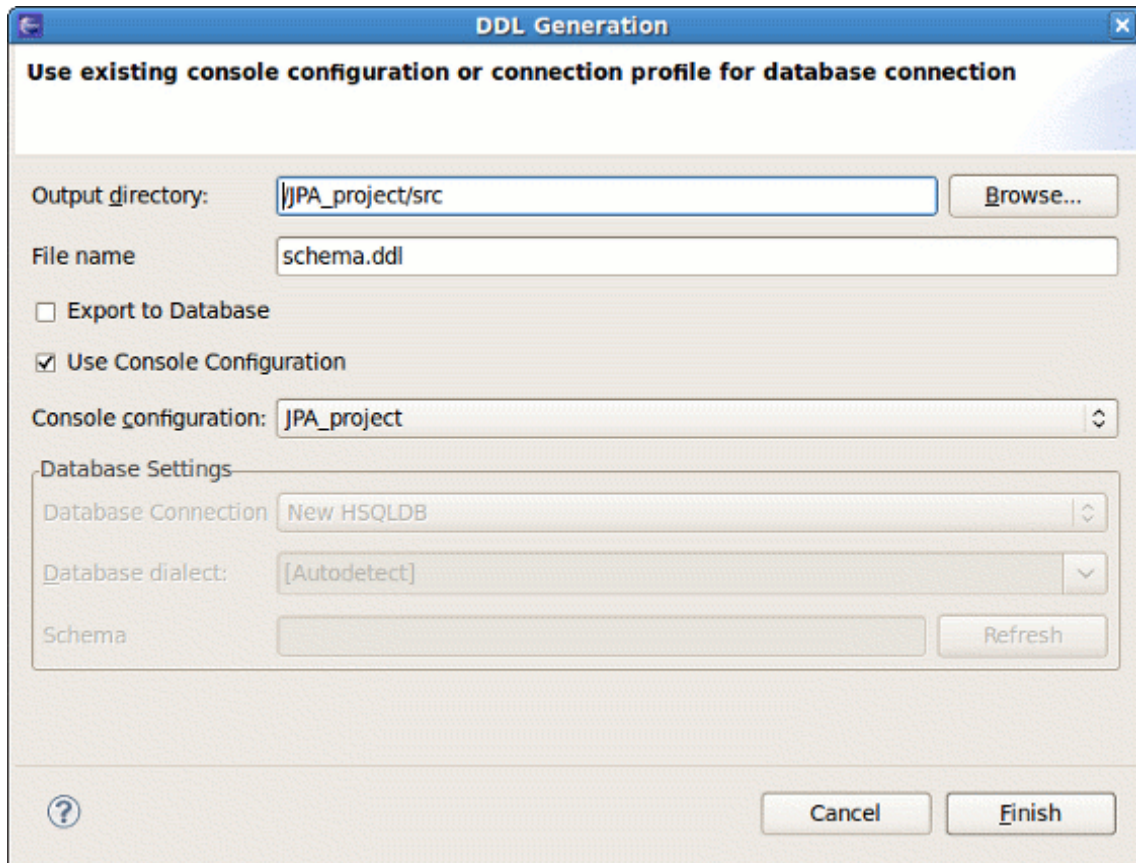 DDL Generation
Use existing console configuration or connection profile for database connection
Output directory: /JPA_project/src Browse...
File name schema.ddl
Export to Database
Use Console Configuration
Console configuration: JPA_project
Database Settings
Database Connection New HSQLDB
Database dialect: [Autodetect]
Schema Refresh
? Cancel Finish